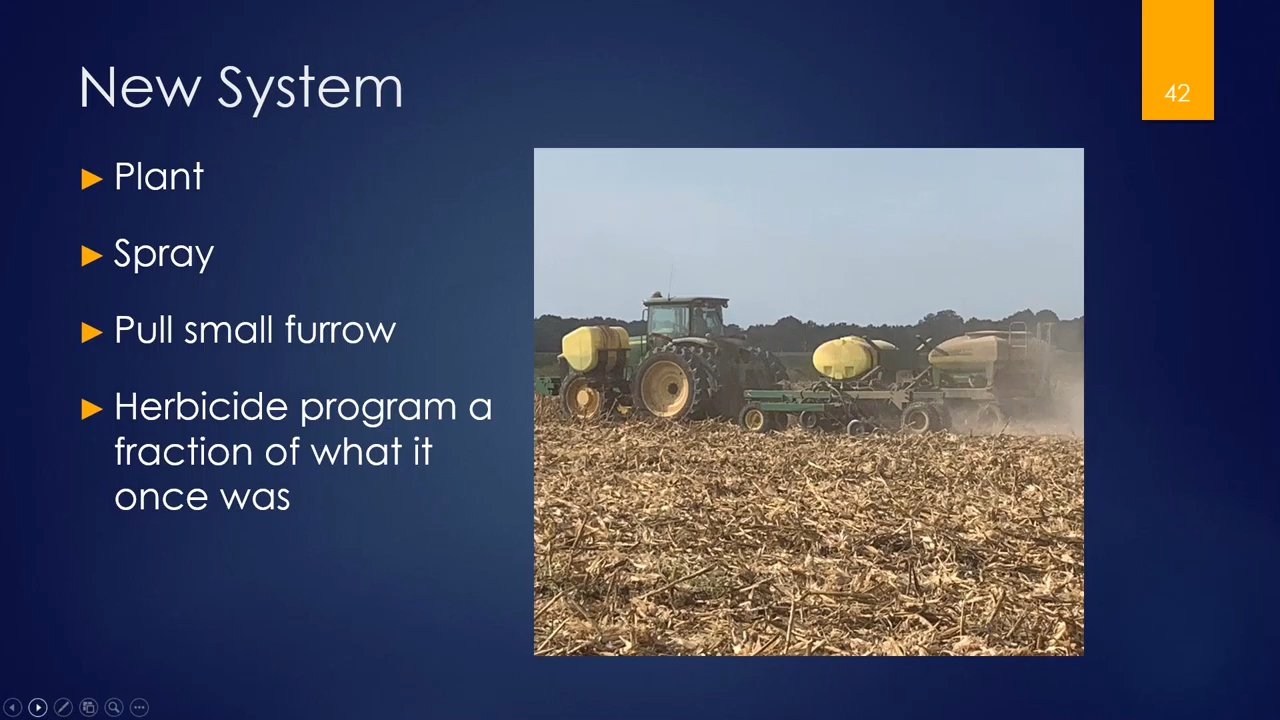 New System
42
Plant
Spray
Pull small furrow
Herbicide program a
fraction of what it
once was